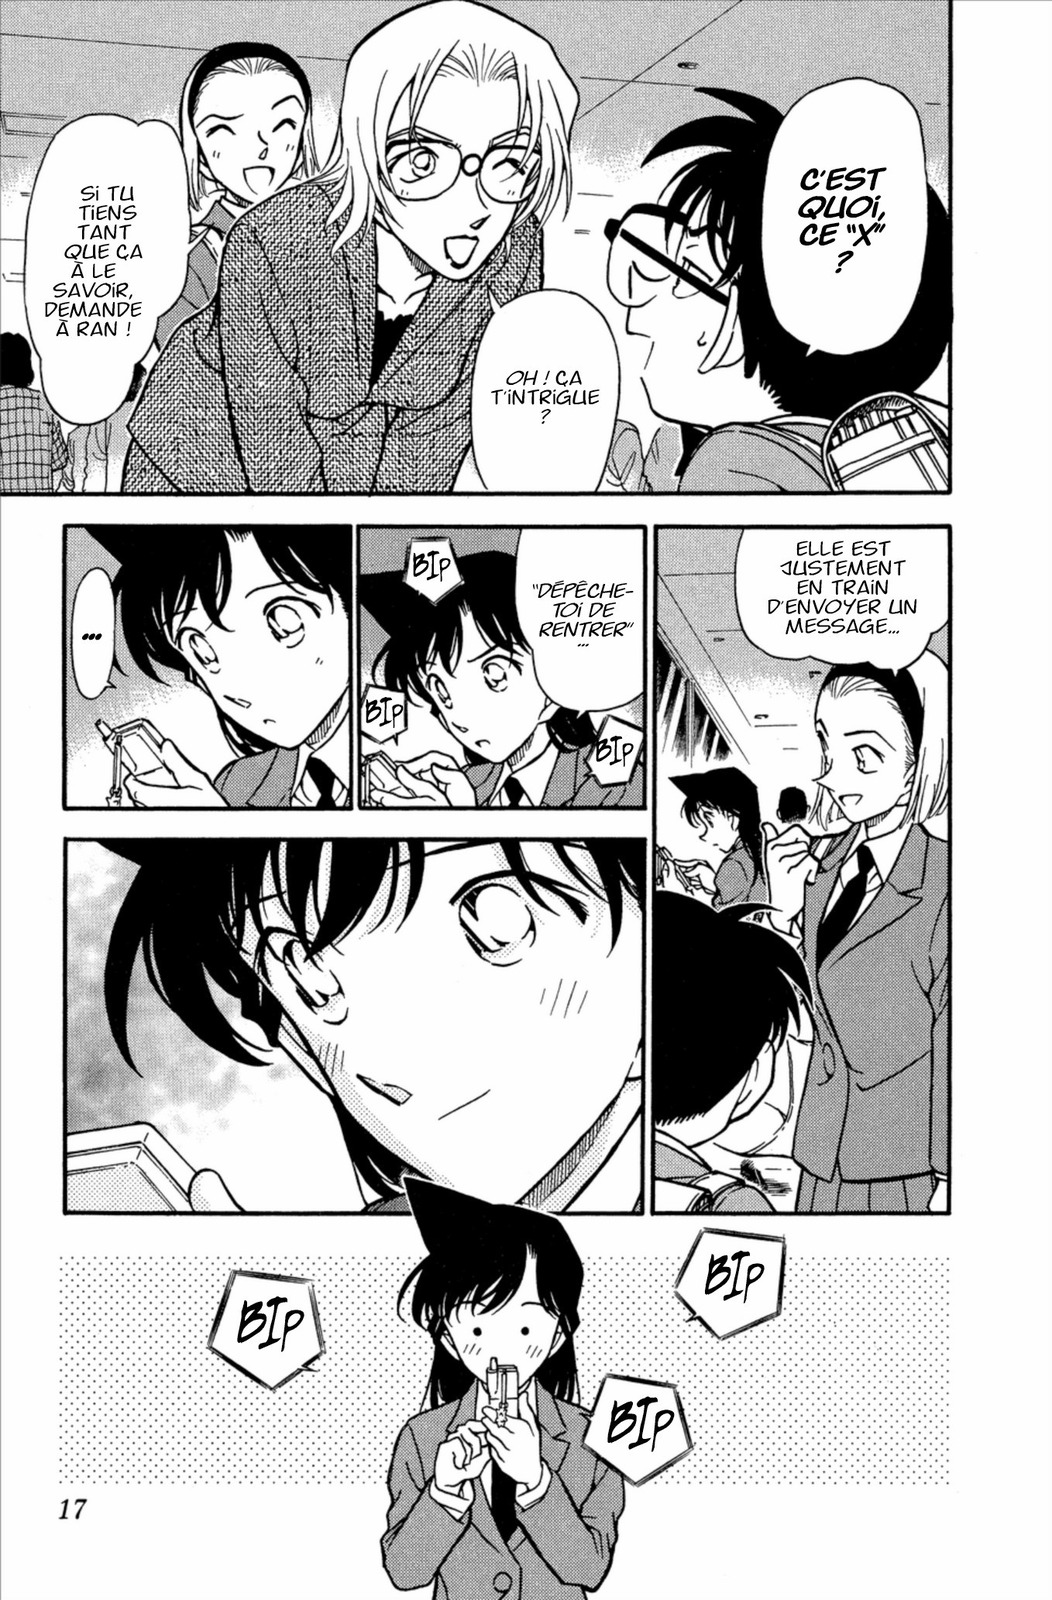 C'EST
QUOI,
CE "X"
?
OH ! ÇA
T'INTRIGUE
?
SI TU
TIENS
TANT
QUE ÇA
À LE
SAVOIR,
DEMANDE
À RAN !
ELLE EST
JUSTEMENT
EN TRAIN
D'ENVOYER UN
MESSAGE...
"DÉPÊCHE-
TOI DE
RENTRER"
...
BIP
BIP
BIP
...
BIP
BIP
BIP
17